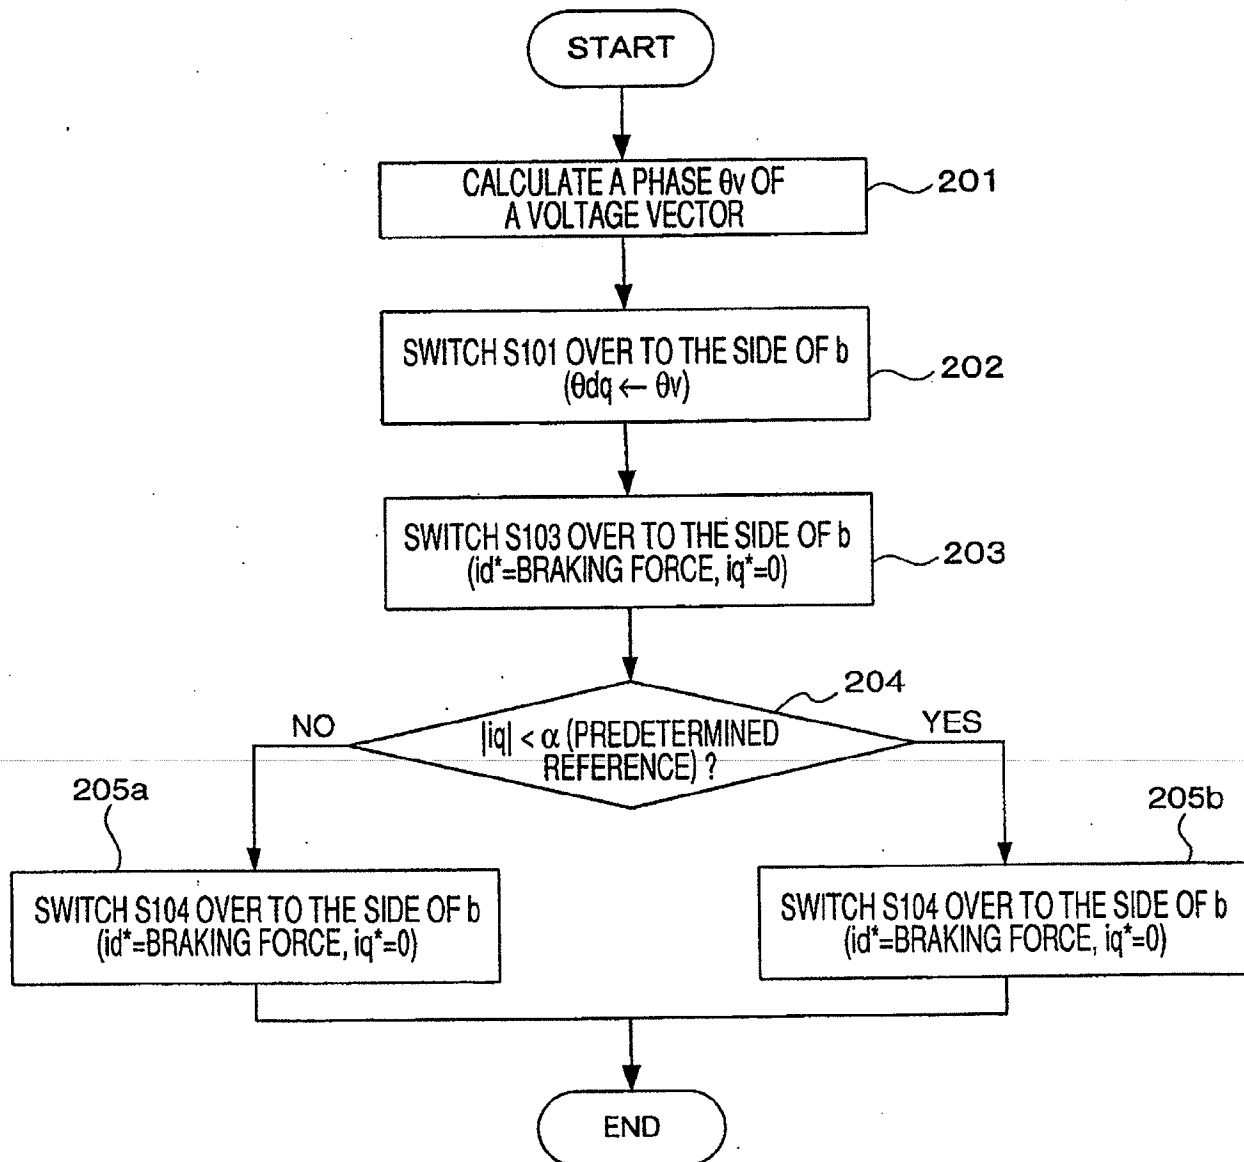 START
CALCULATE A PHASE θv OF
A VOLTAGE VECTOR
201
SWITCH S101 OVER TO THE SIDE OF b
(θdq ← θv)
202
SWITCH S103 OVER TO THE SIDE OF b
(id*=BRAKING FORCE, iq*=0)
203
204
NO
|iq| < α (PREDETERMINED
REFERENCE) ?
YES
205a
205b
SWITCH S104 OVER TO THE SIDE OF b
(id*=BRAKING FORCE, iq*=0)
SWITCH S104 OVER TO THE SIDE OF b
(id*=BRAKING FORCE, iq*=0)
END